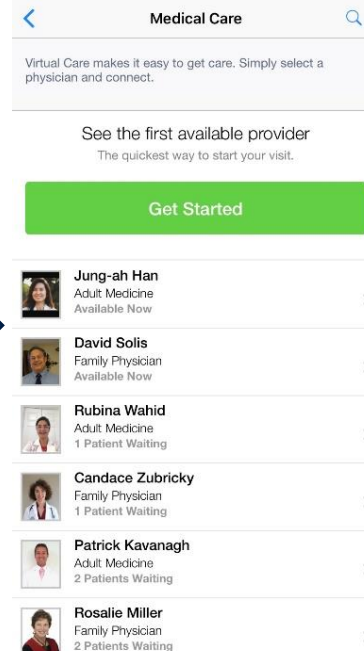 Medical Care
Virtual Care makes it easy to get care. Simply select a
physician and connect.
See the first available provider
The quickest way to start your visit.
Get Started
Jung-ah Han
Adult Medicine
Available Now
David Solis
Family Physician
Available Now
Rubina Wahid
Adult Medicine
1 Patient Waiting
Candace Zubricky
Family Physician
1 Patient Waiting
Patrick Kavanagh
Adult Medicine
2 Patients Waiting
Rosalie Miller
Family Physician
2 Patients Waiting